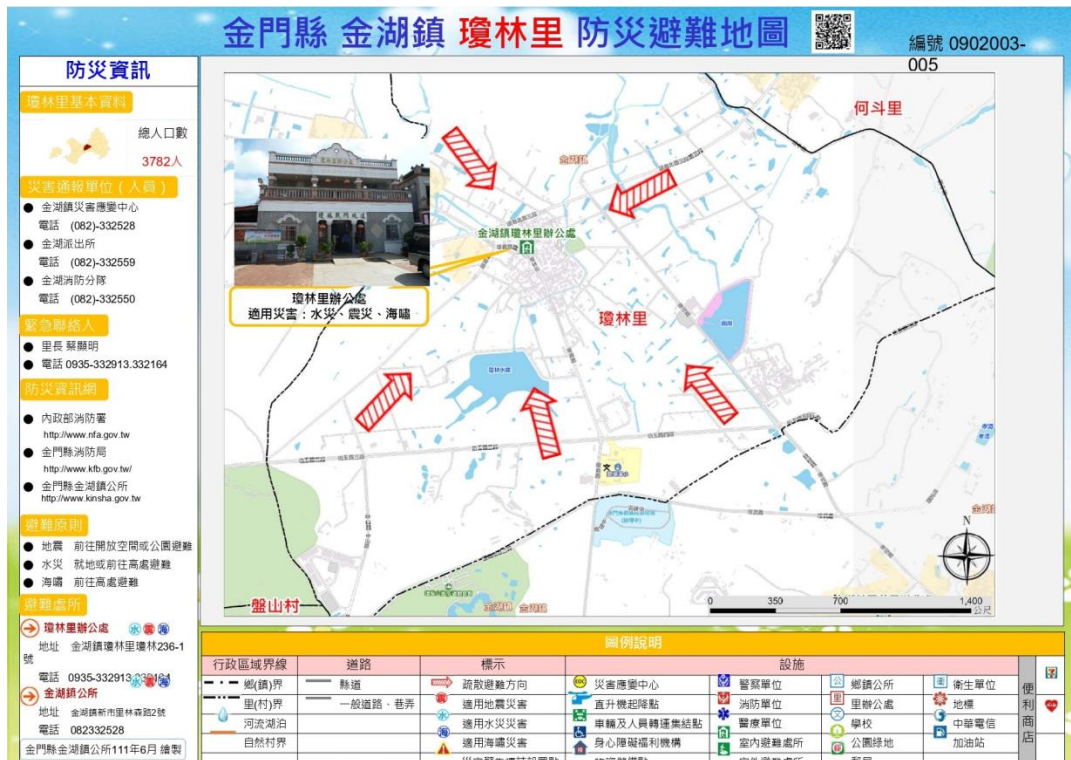 金門縣 金湖鎮 瓊林里 防災避難地圖
編號 0902003-
005
防災資訊
瓊林里基本資料
總人口數
3782人
災害通報單位（人員）
● 金湖鎮災害應變中心
電話 (082)-332528
● 金湖派出所
電話 (082)-332559
● 金湖消防分隊
電話 (082)-332550
緊急聯絡人
● 里長 蔡顯明
● 電話 0935-332913.332164
防災資訊網
● 內政部消防署
http://www.nfa.gov.tw
● 金門縣消防局
http://www.kfb.gov.tw/
● 金門縣金湖鎮公所
http://www.kinsha.gov.tw
避難原則
● 地震 前往開放空間或公園避難
● 水災 就地或前往高處避難
● 海嘯 前往高處避難
避難處所
瓊林里辦公處 水 震 海
地址 金湖鎮瓊林里瓊林236-1
號
電話 0935-332913
金湖鎮公所
地址 金湖鎮新市里林森路2號
電話 082332528
金門縣金湖鎮公所111年6月 繪製
何斗里
金湖鎮
金湖鎮瓊林里辦公處
瓊林里辦公處
適用災害：水災、震災、海嘯
瓊林里
瓊林水庫
盤山村
金湖鎮 金湖鎮
N
0 350 700 1,400
公尺
圖例說明
行政區域界線 道路 標示 設施
鄉(鎮)界 縣道 疏散避難方向 災害應變中心 警察單位 鄉鎮公所 衛生單位
里(村)界 一般道路、巷弄 適用地震災害 直升機起降點 消防單位 里辦公處 地標
河流湖泊 適用水災災害 車輛及人員轉運集結點 醫療單位 學校 中華電信
自然村界 適用海嘯災害 身心障礙福利機構 室內避難處所 公園綠地 加油站
便利商店